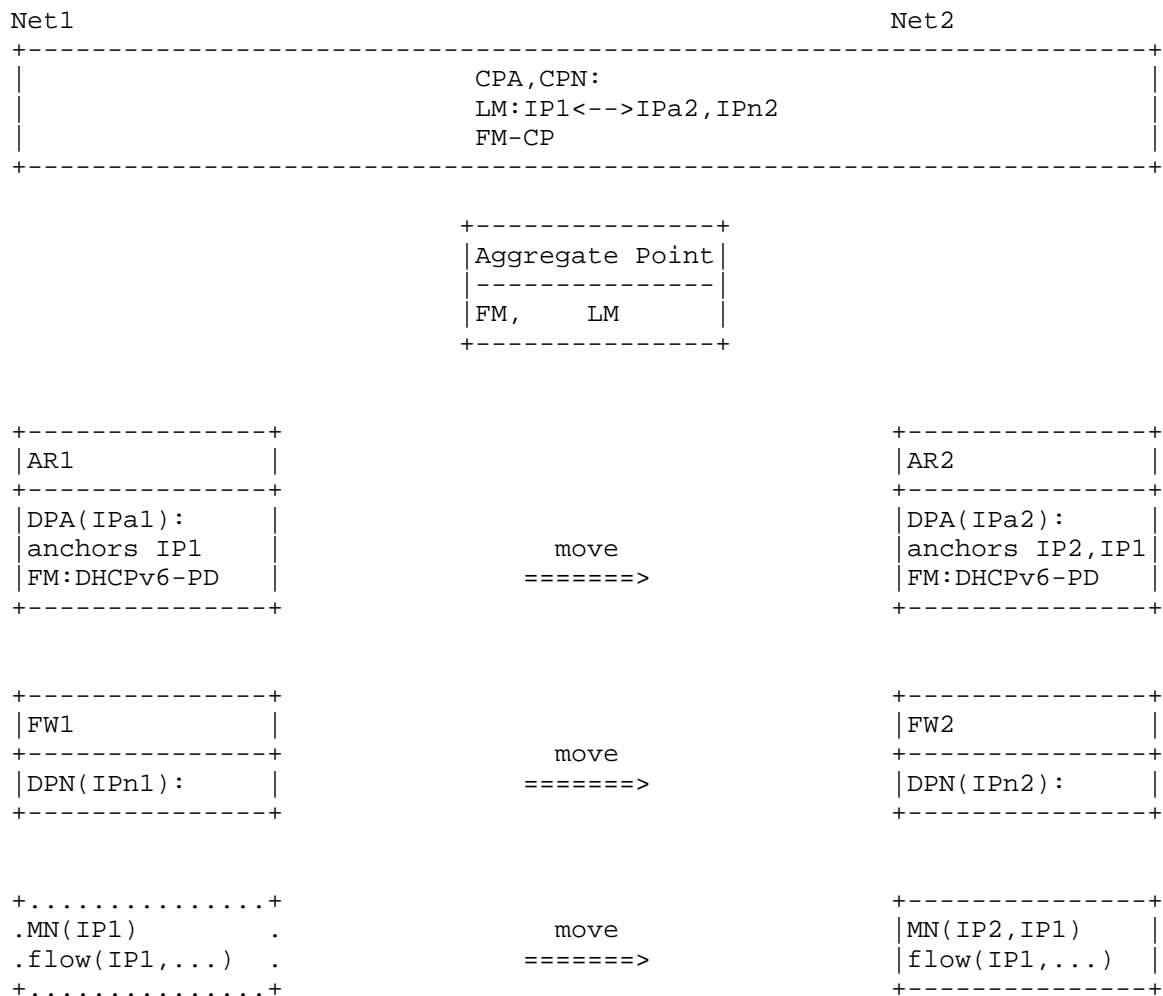 Net1 Net2
CPA,CPN:
LM:IP1<-->IPa2,IPn2
FM-CP
Aggregate Point
FM, LM
AR1 AR2
DPA(IPa1): DPA(IPa2):
anchors IP1 move anchors IP2,IP1
FM:DHCPv6-PD =======> FM:DHCPv6-PD
FW1 FW2
move
DPN(IPn1): =======> DPN(IPn2):
MN(IP1) move MN(IP2,IP1)
flow(IP1,...) =======> flow(IP1,...)